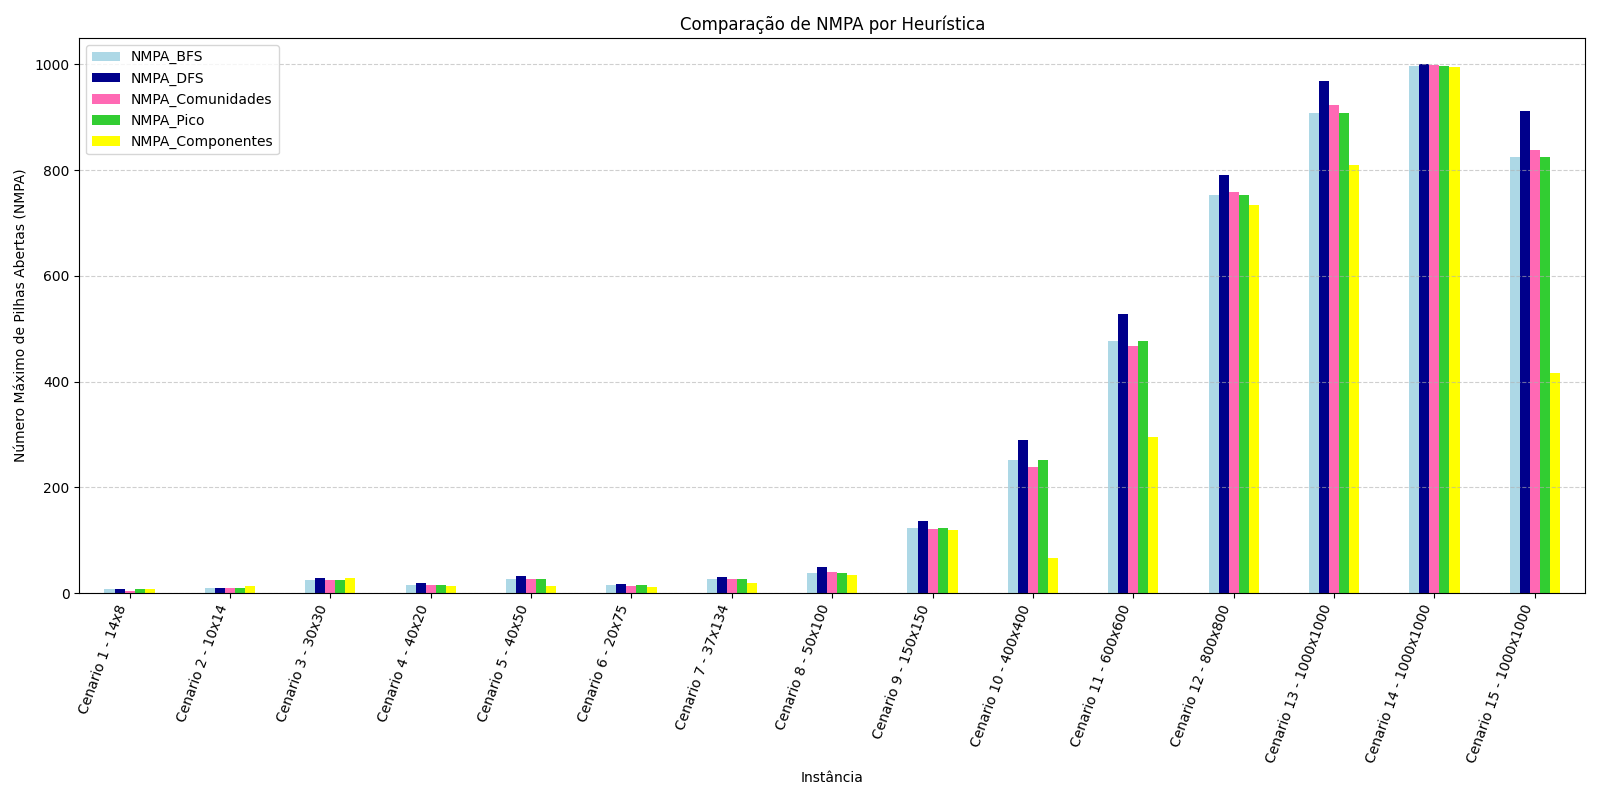 Comparação de NMPA por Heurística
NMPA_BFS
NMPA_DFS
NMPA_Comunidades
NMPA_Pico
NMPA_Componentes
Número Máximo de Pilhas Abertas (NMPA)
1000
800
600
400
200
0
Cenario 1 - 14x8
Cenario 2 - 10x14
Cenario 3 - 30x30
Cenario 4 - 40x20
Cenario 5 - 40x50
Cenario 6 - 20x75
Cenario 7 - 37x134
Cenario 8 - 50x100
Cenario 9 - 150x150
Cenario 10 - 400x400
Cenario 11 - 600x600
Cenario 12 - 800x800
Cenario 13 - 1000x1000
Cenario 14 - 1000x1000
Cenario 15 - 1000x1000
Instância